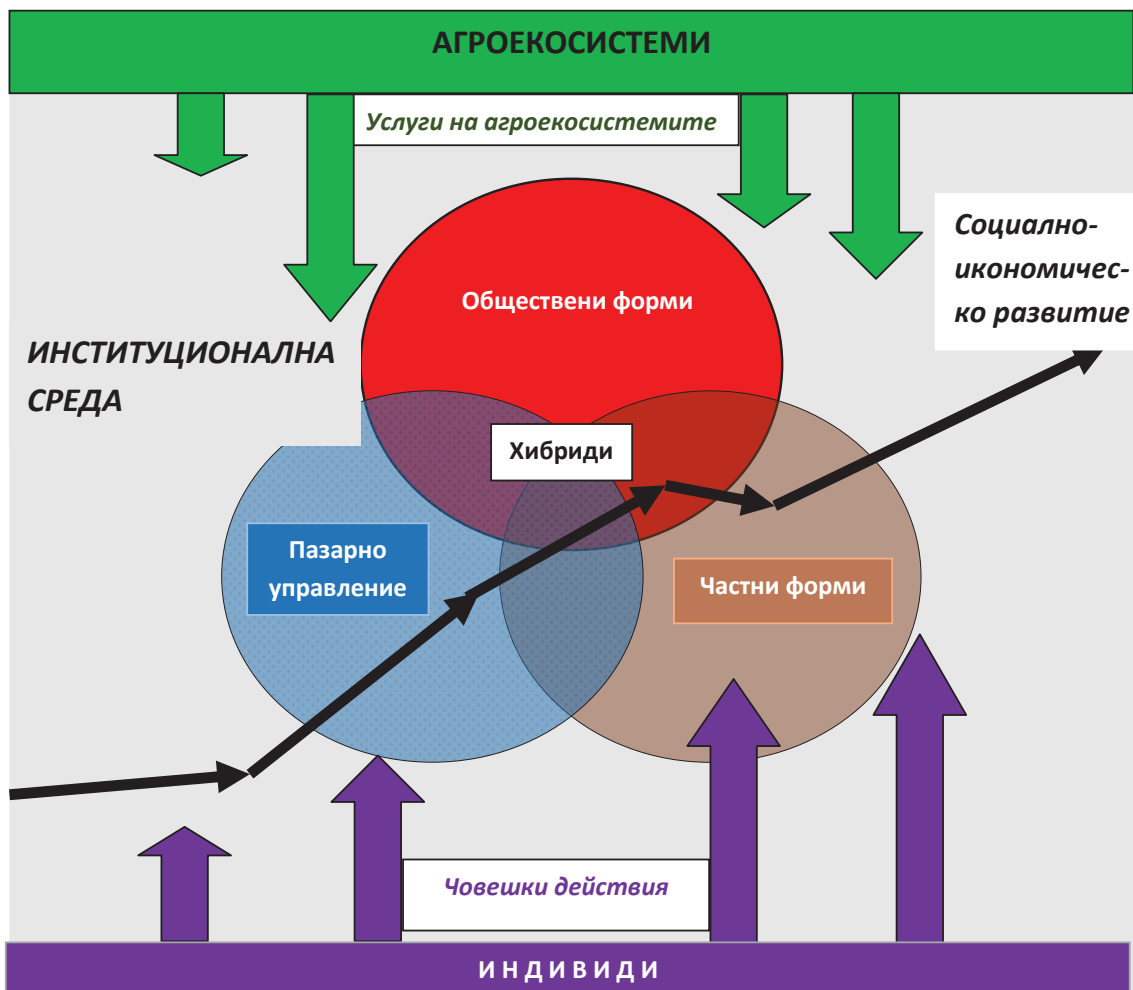 АГРОЕКОСИСТЕМИ
Услуги на агроекосистемите
Социално-
икономичес-
ко развитие
Обществени форми
ИНСТИТУЦИОНАЛНА
СРЕДА
Хибриди
Пазарно
управление
Частни форми
Човешки действия
ИНДИВИДИ